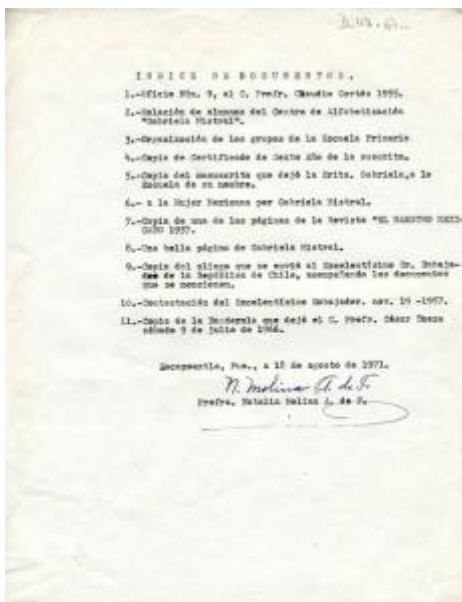 INDICE DE DOCUMENTOS.
1.-Oficio Núm. 9, al C. Profr. Claudio Cortés 1955.
2.-Relación de alumnos del Centro de Alfabetización
"Gabriela Mistral".
3.-Organización de los grupos de la Escuela Primaria
4.-Copia de Certificado de Sexto Año de la suscrita.
5.-Copia del manuscrito que dejó la Srita. Gabriela, a la
Escuela de su nombre.
6.- a la Mujer Mexicana por Gabriela Mistral.
7.-Copia de una de las páginas de la Revista "EL MAESTRO MEXI-
CANO 1957.
8.-Una bella página de Gabriela Mistral.
9.-Copia del pliego que se envió al Excelentísimo Sr. Embaja-
dor de la República de Chile, acompañando los documentos
que se mencionan.
10.-Contestación del Excelentísimo Embajador. nov. 19 -1957.
11.-Copia de la que dejó el C. Profr. César
sábado 9 de julio de 1966.
Pue., a 18 de agosto de 1971.
N. Molina A. de F.
Profra. Natalia Molina A. de F.